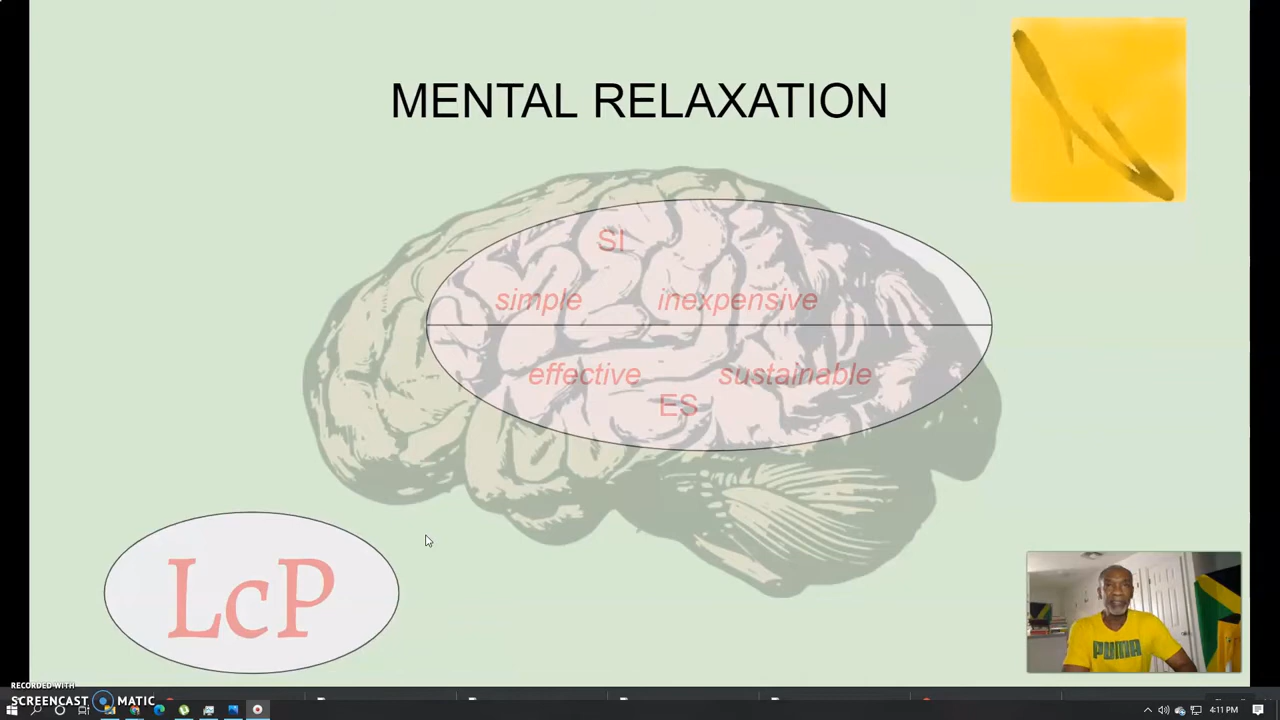 MENTAL RELAXATION
SI
simple inexpensive
effective sustainable
ES
LcP
PUMA
RECORDED WITH
SCREENCAST MATIC
4:11 PM